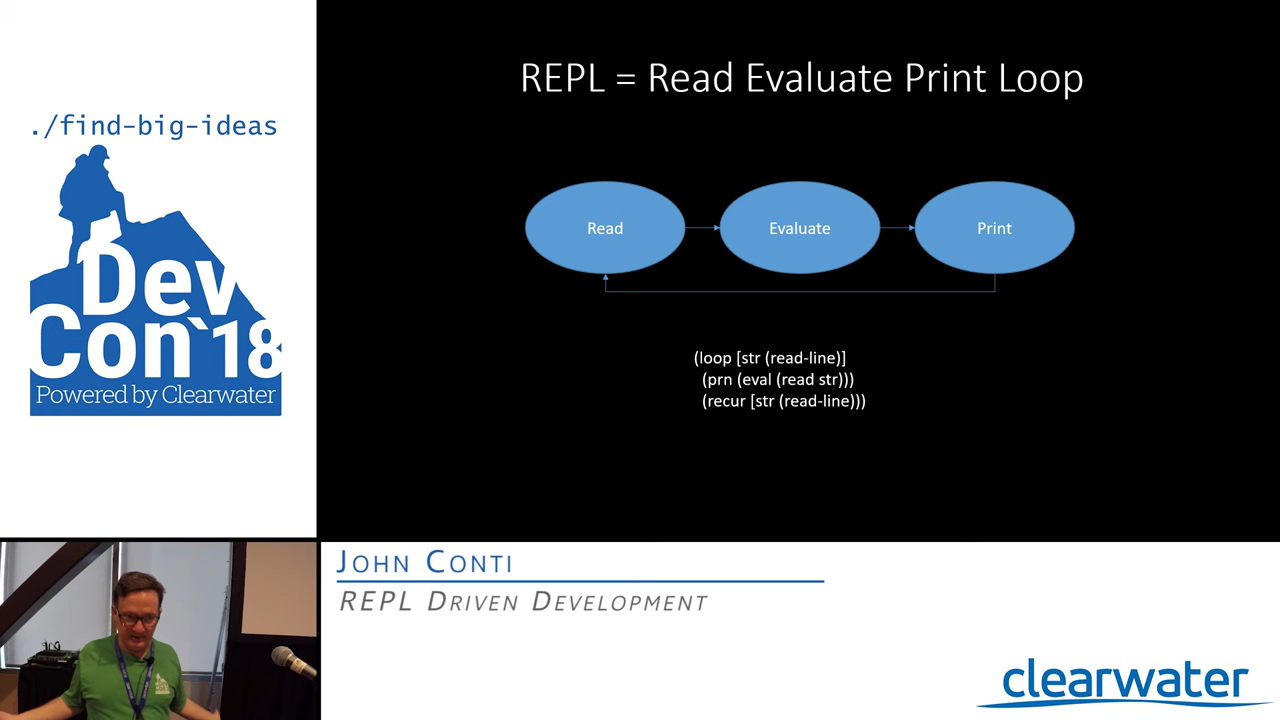 ./find-big-ideas
Dev
Con`18
Powered by Clearwater
REPL = Read Evaluate Print Loop
Read
Evaluate
Print
(loop [str (read-line)]
(prn (eval (read str)))
(recur [str (read-line)))
JOHN CONTI
REPL DRIVEN DEVELOPMENT
clearwater